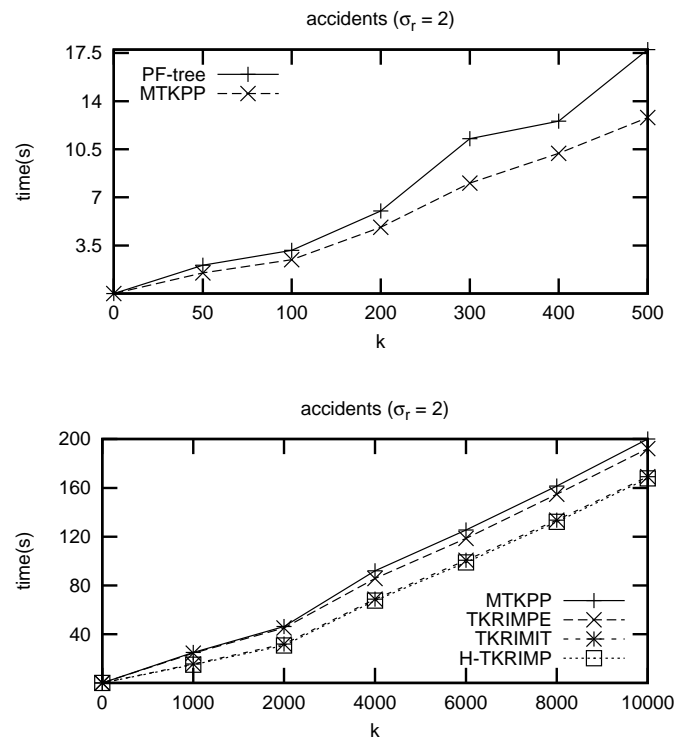 accidents (σr = 2)
17.5
14
10.5
7
3.5
time(s)
PF-tree
MTKPP
0 50 100 200 300 400 500
k
accidents (σr = 2)
200
160
120
80
40
time(s)
MTKPP
TKRIMPE
TKRIMIT
H-TKRIMP
0 1000 2000 4000 6000 8000 10000
k